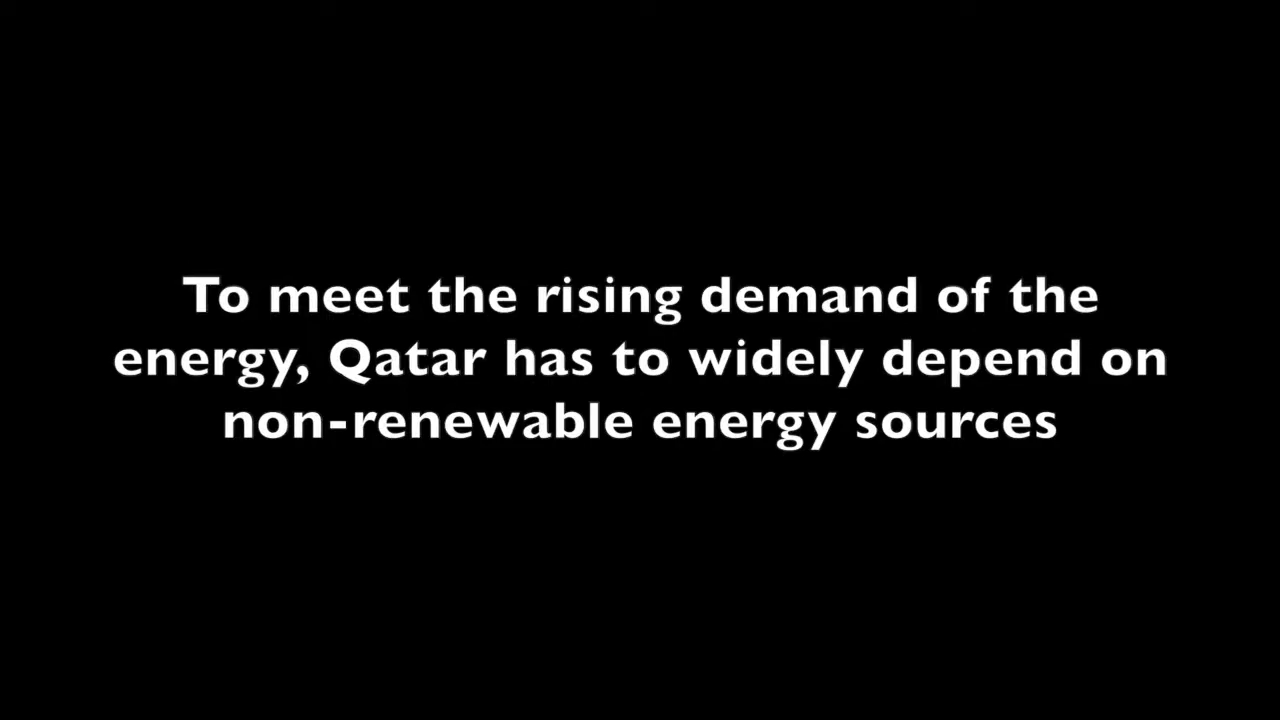 To meet the rising demand of the
energy, Qatar has to widely depend on
non-renewable energy sources